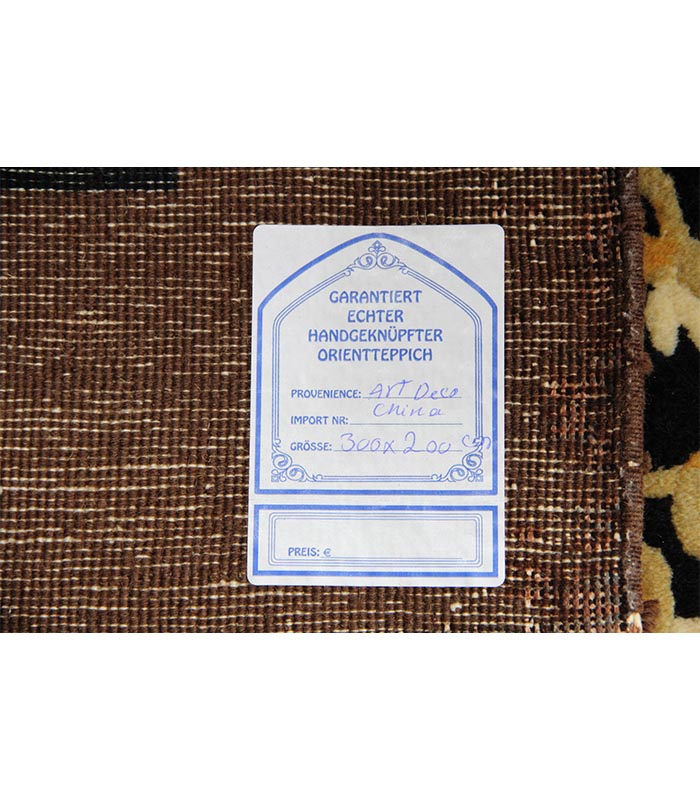 GARANTIERT
ECHTER
HANDGEKNÜPFTER
ORIENTTEPPICH
PROVENIENCE: Art Deco
China
IMPORT NR:
GRÖSSE: 300x200 cm
PREIS: €